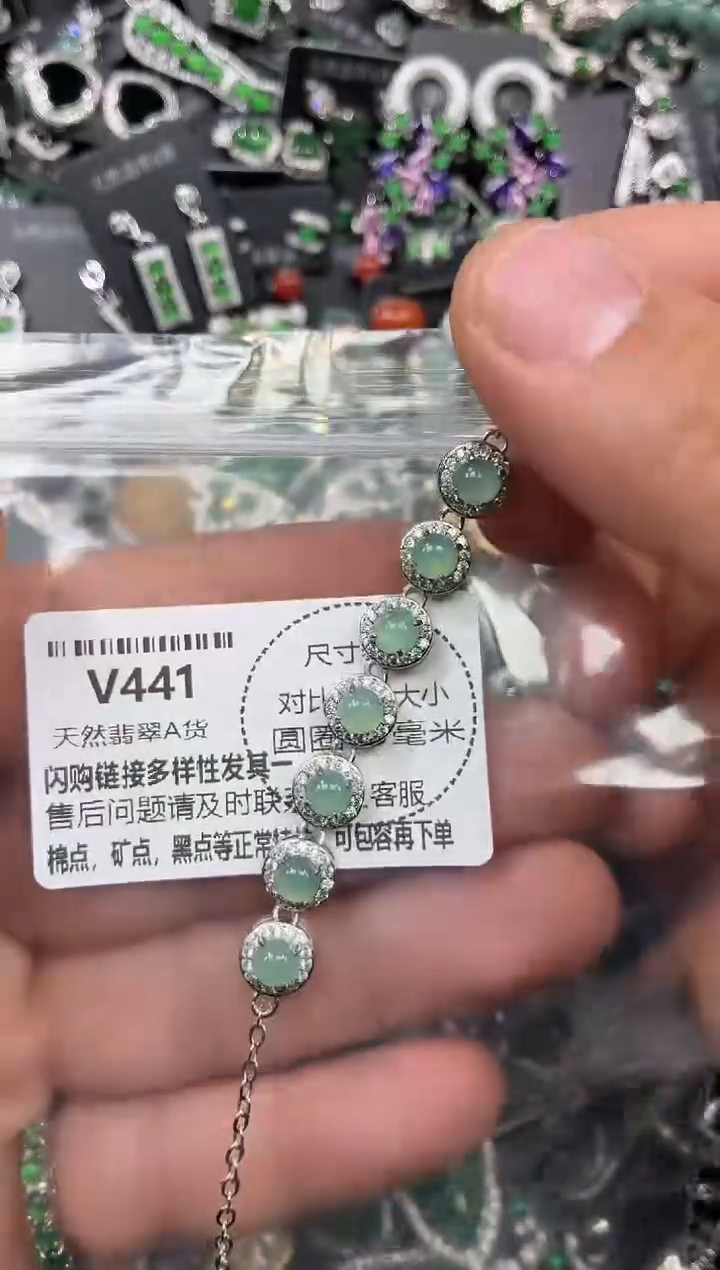 V441
天然翡翠A货
尺寸
对比 大小
圆圈 毫米
闪购链接多样性发其一
售后问题请及时联系 客服
棉点，矿点，黑点等正常 可包容再下单